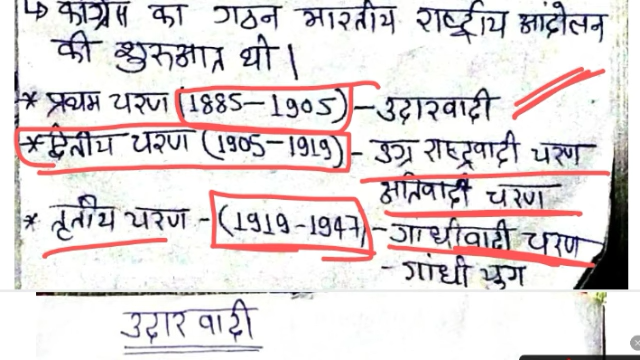 ↳ कांग्रेस का गठन भारतीय राष्ट्रीय आंदोलन
की शुरुआत थी।
* प्रथम चरण (1885-1905) - उदारवादी
* द्वितीय चरण (1905-1919) - उग्र राष्ट्रवादी चरण
अतिवादी चरण
* तृतीय चरण - (1919-1947) - गांधीवादी चरण
- गांधी युग
उदारवादी